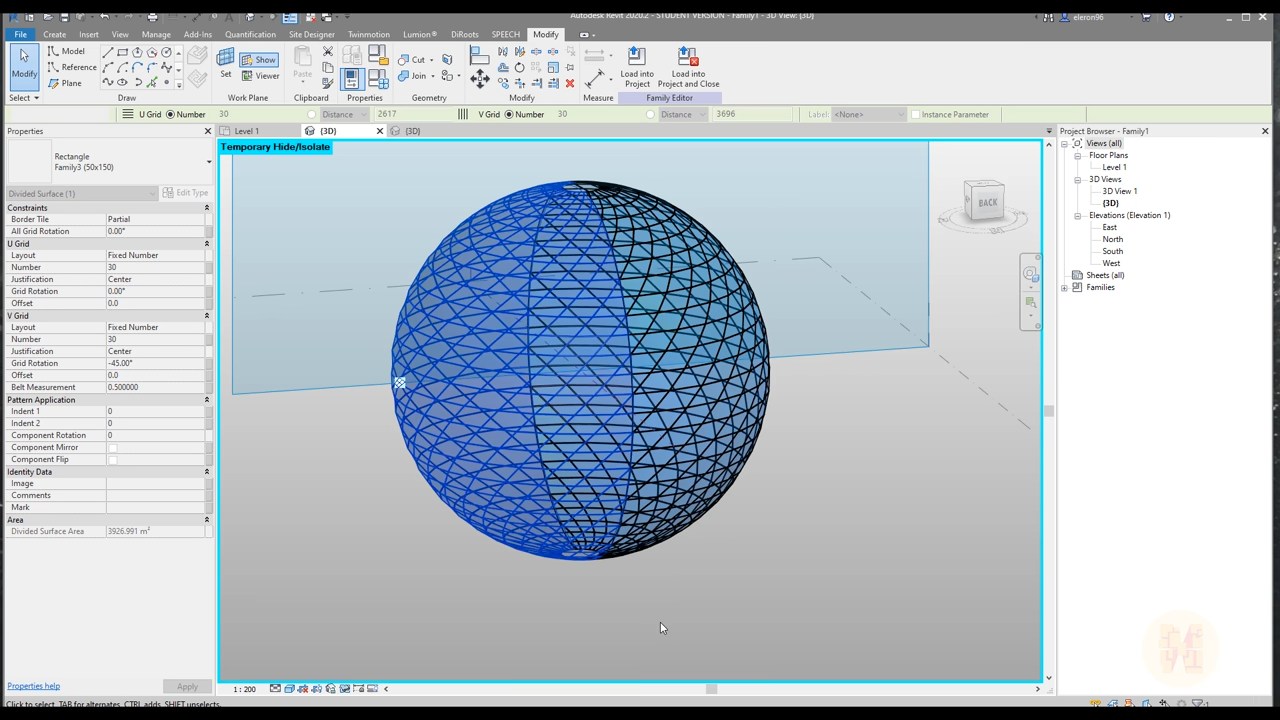 Autodesk Revit 2020.2 - STUDENT VERSION - Family1 - 3D View: {3D}
eleron96
File Create Insert View Manage Add-Ins Quantification Site Designer Twinmotion Lumion® DiRoots SPEECH Modify
Modify
Model
Reference
Plane
Set
Show
Viewer
Paste
Cut
Join
Load into
Project
Load into
Project and Close
Select Draw Work Plane Clipboard Properties Geometry Modify Measure Family Editor
U Grid Number 30 Distance 2617 V Grid Number 30 Distance 3696 Label: <None> Instance Parameter
Properties
Level 1
{3D}
{3D}
Project Browser - Family1
Temporary Hide/Isolate
Rectangle
Family3 (50x150)
Divided Surface (1) Edit Type
Constraints
Border Tile Partial
All Grid Rotation 0.00°
U Grid
Layout Fixed Number
Number 30
Justification Center
Grid Rotation 0.00°
Offset 0.0
V Grid
Layout Fixed Number
Number 30
Justification Center
Grid Rotation -45.00°
Offset 0.0
Belt Measurement 0.500000
Pattern Application
Indent 1 0
Indent 2 0
Component Rotation 0
Component Mirror
Component Flip
Identity Data
Image
Comments
Mark
Area
Divided Surface Area 3926.991 m²
Properties help Apply
BACK
Views (all)
Floor Plans
Level 1
3D Views
3D View 1
{3D}
Elevations (Elevation 1)
East
North
South
West
Sheets (all)
Families
1 : 200
Click to select, TAB for alternates, CTRL adds, SHIFT unselects.
:1